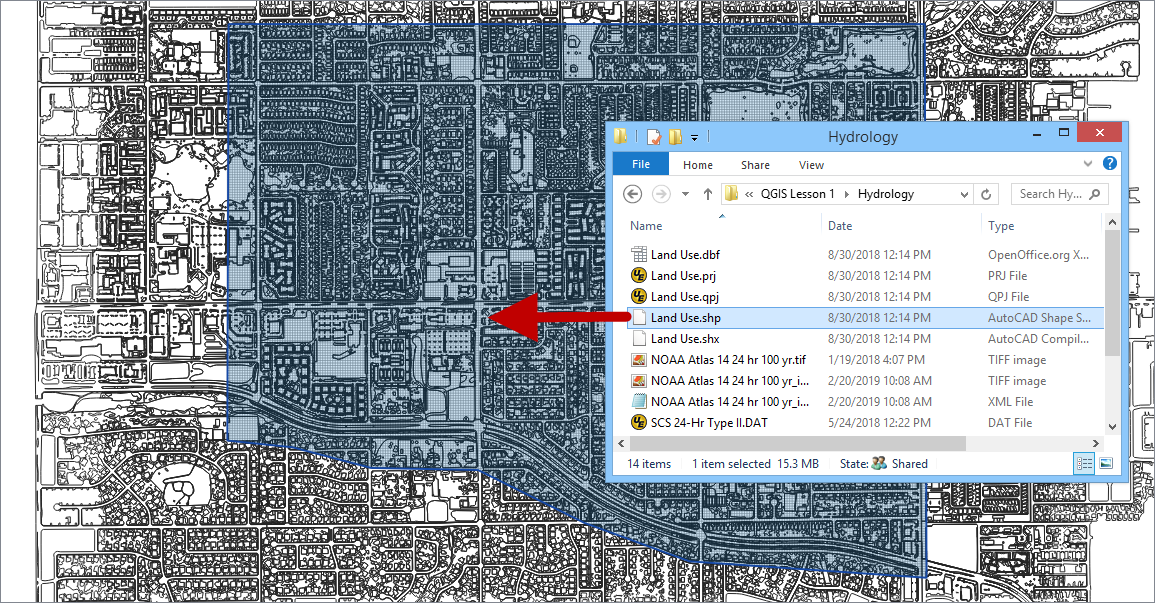 Hydrology
File Home Share View
« QGIS Lesson 1 Hydrology Search Hy...
Name Date Type
Land Use.dbf 8/30/2018 12:14 PM OpenOffice.org X...
Land Use.prj 8/30/2018 12:14 PM PRJ File
Land Use.qpj 8/30/2018 12:14 PM QPJ File
Land Use.shp 8/30/2018 12:14 PM AutoCAD Shape S...
Land Use.shx 8/30/2018 12:14 PM AutoCAD Compil...
NOAA Atlas 14 24 hr 100 yr.tif 1/19/2018 4:07 PM TIFF image
NOAA Atlas 14 24 hr 100 yr_i... 2/20/2019 10:08 AM TIFF image
NOAA Atlas 14 24 hr 100 yr_i... 2/20/2019 10:08 AM XML File
SCS 24-Hr Type II.DAT 5/24/2018 12:22 PM DAT File
14 items 1 item selected 15.3 MB State: Shared